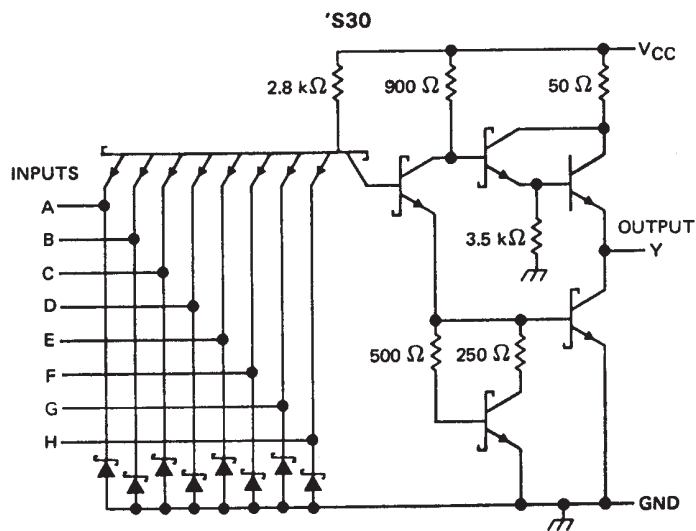 'S30
VCC
2.8 kΩ
900 Ω
50 Ω
INPUTS
A
B
C
D
E
F
G
H
3.5 kΩ
OUTPUT
Y
500 Ω
250 Ω
GND